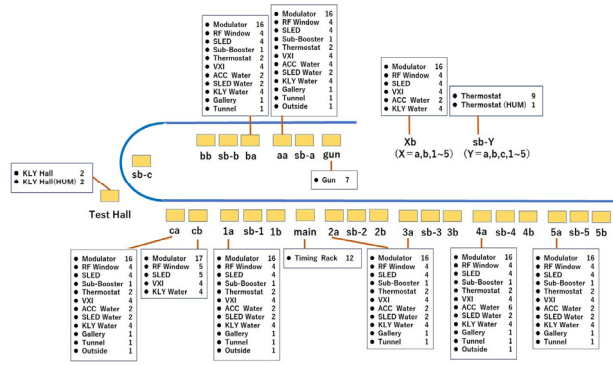 ● Modulator 16
● RF Window 4
● SLED 4
● Sub-Booster 1
● Thermostat 2
● VXI 4
● ACC Water 2
● SLED Water 2
● KLY Water 4
● Gallery 1
● Tunnel 1
● Modulator 16
● RF Window 4
● SLED 4
● Sub-Booster 1
● Thermostat 2
● VXI 4
● ACC Water 2
● SLED Water 2
● KLY Water 4
● Gallery 1
● Tunnel 1
● Outside 1
● Modulator 16
● RF Window 4
● SLED 4
● VXI 4
● ACC Water 2
● KLY Water 4
● Thermostat 9
● Thermostat (HUM) 1
Xb
(X=a,b,1~5)
sb-Y
(Y=a,b,c,1~5)
bb sb-b ba aa sb-a gun
● Gun 7
sb-c
● KLY Hall 2
● KLY Hall(HUM) 2
Test Hall
ca cb 1a sb-1 1b main 2a sb-2 2b 3a sb-3 3b 4a sb-4 4b 5a sb-5 5b
● Modulator 16
● RF Window 4
● SLED 4
● Sub-Booster 1
● Thermostat 2
● VXI 4
● ACC Water 2
● SLED Water 2
● KLY Water 4
● Gallery 1
● Tunnel 1
● Outside 1
● Modulator 17
● RF Window 5
● SLED 5
● VXI 4
● KLY Water 4
● Modulator 16
● RF Window 4
● SLED 4
● Sub-Booster 1
● Thermostat 2
● VXI 4
● ACC Water 2
● SLED Water 2
● KLY Water 4
● Gallery 1
● Tunnel 1
● Outside 1
● Timing Rack 12
● Modulator 16
● RF Window 4
● SLED 4
● Sub-Booster 1
● Thermostat 2
● VXI 4
● ACC Water 2
● SLED Water 2
● KLY Water 4
● Gallery 1
● Tunnel 1
● Modulator 16
● RF Window 4
● SLED 4
● Sub-Booster 1
● Thermostat 2
● VXI 4
● ACC Water 6
● SLED Water 2
● KLY Water 4
● Gallery 1
● Tunnel 1
● Outside 1
● Modulator 16
● RF Window 4
● SLED 4
● Sub-Booster 1
● Thermostat 2
● VXI 4
● ACC Water 2
● SLED Water 2
● KLY Water 4
● Gallery 1
● Tunnel 1